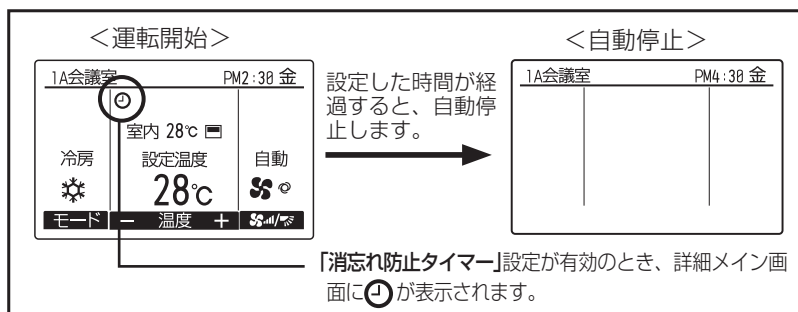 ＜運転開始＞
1A会議室 PM2:30 金
室内 28℃
冷房 設定温度 自動
28℃
モード － 温度 ＋
設定した時間が経
過すると、自動停
止します。
＜自動停止＞
1A会議室 PM4:30 金
「消忘れ防止タイマー」設定が有効のとき、詳細メイン画
面に が表示されます。